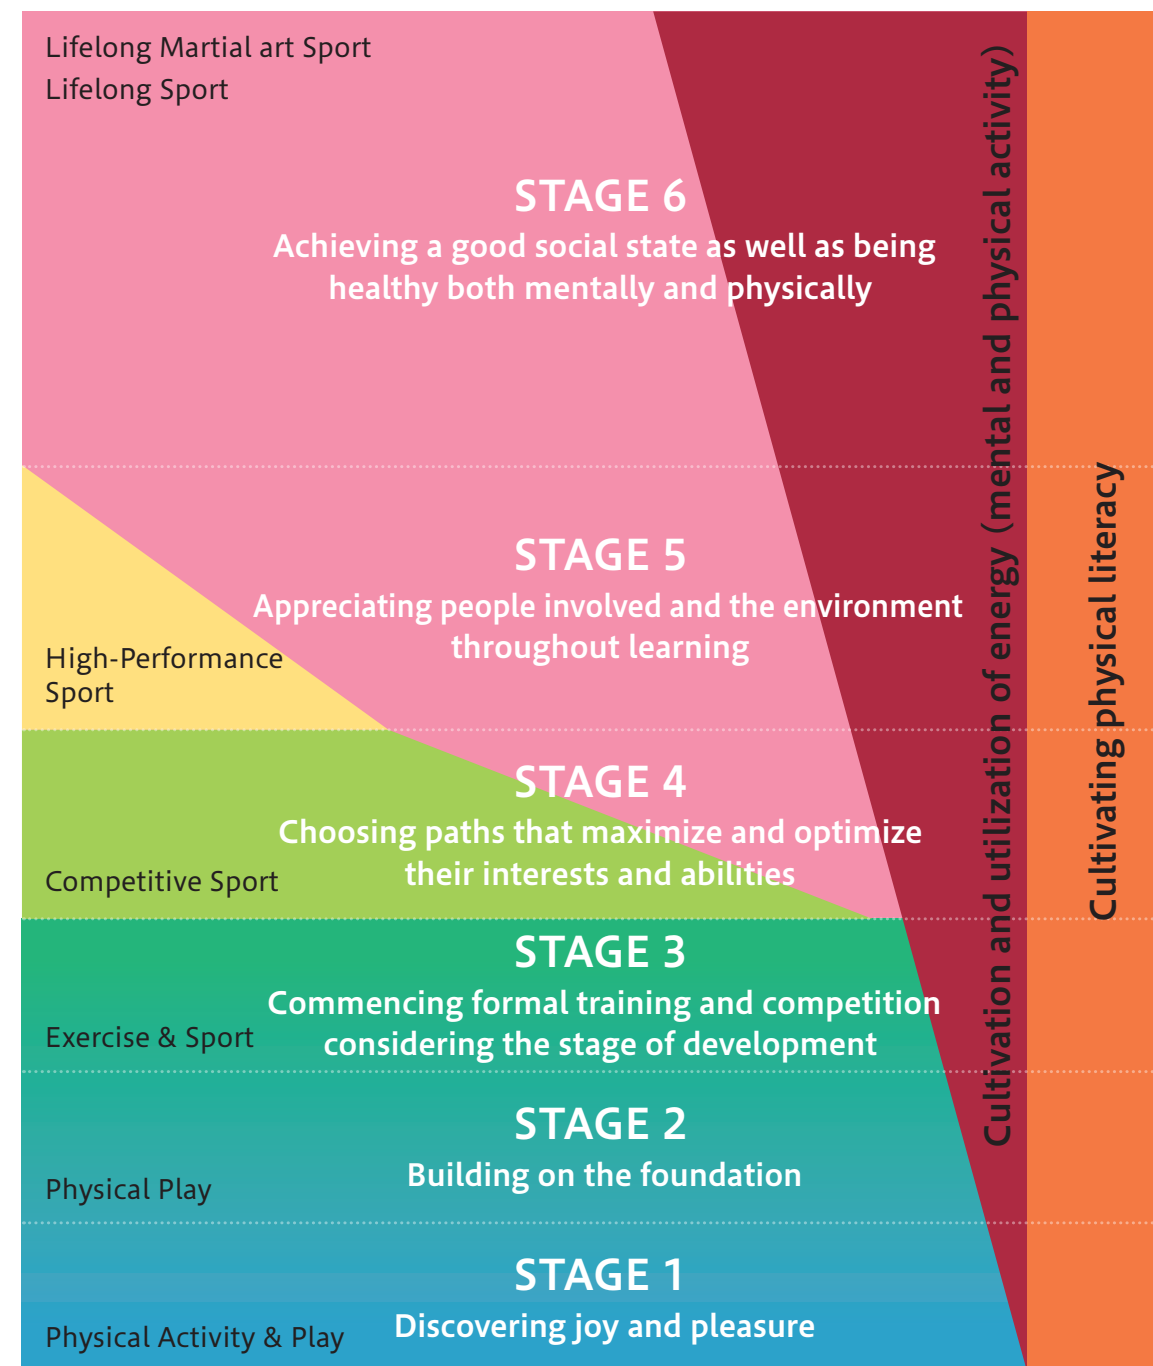 Lifelong Martial art Sport
Lifelong Sport
STAGE 6
Achieving a good social state as well as being
healthy both mentally and physically
STAGE 5
Appreciating people involved and the environment
throughout learning
High-Performance
Sport
STAGE 4
Choosing paths that maximize and optimize
their interests and abilities
Competitive Sport
STAGE 3
Commencing formal training and competition
considering the stage of development
Exercise & Sport
STAGE 2
Building on the foundation
Physical Play
STAGE 1
Discovering joy and pleasure
Physical Activity & Play
Cultivation and utilization of energy (mental and physical activity)
Cultivating physical literacy